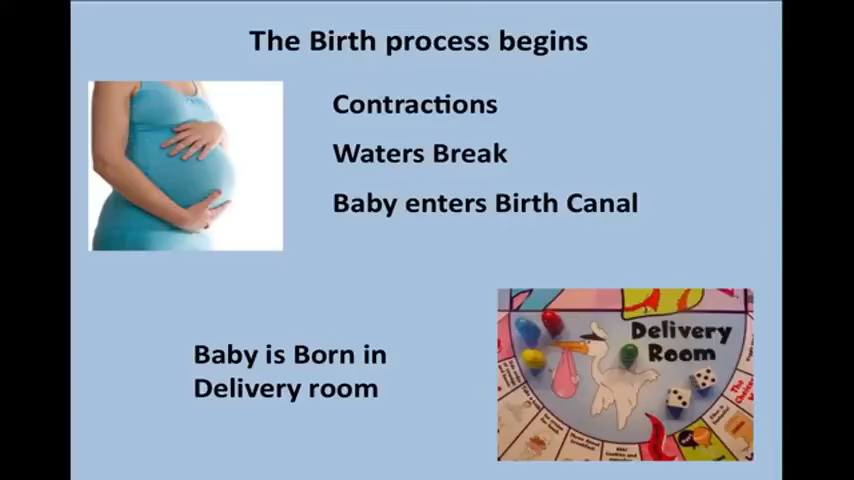 The Birth process begins
Contractions
Waters Break
Baby enters Birth Canal
Baby is Born in
Delivery room
Delivery
Room